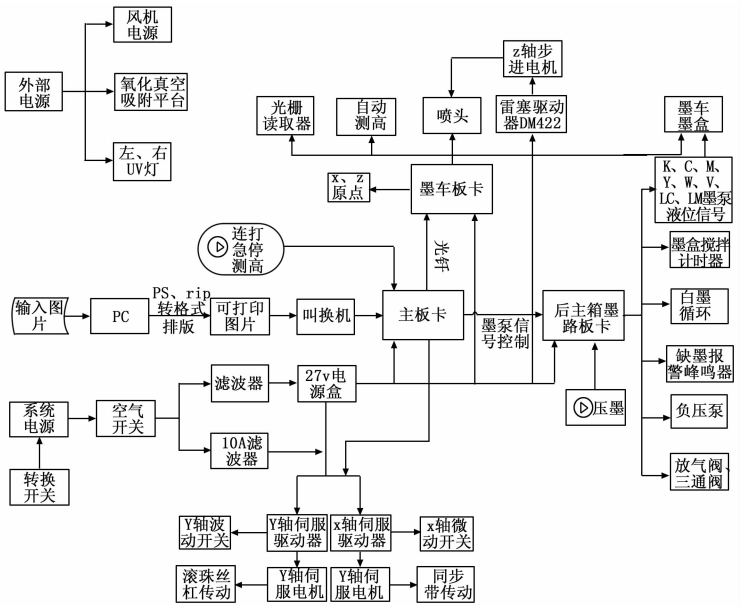 风机
电源
外部
电源
氧化真空
吸附平台
左、右
UV灯
z轴步
进电机
光栅
读取器
自动
测高
喷头
雷塞驱动
器DM422
墨车
墨盒
x、z
原点
墨车板卡
K、C、M、
Y、W、V、
LC、LM墨泵
液位信号
连打
急停
测高
光钎
墨盒搅拌
计时器
输入图
片
PC
PS、rip
转格式
排版
可打印
图片
叫换机
主板卡
墨泵信
号控制
后主箱墨
路板卡
白墨
循环
缺墨报
警峰鸣器
系统
电源
空气
开关
滤波器
27v电
源盒
压墨
负压泵
转换
开关
10A滤
波器
放气阀、
三通阀
Y轴波
动开关
Y轴伺服
驱动器
x轴伺服
驱动器
x轴微
动开关
滚珠丝
杠传动
Y轴伺
服电机
Y轴伺
服电机
同步
带传动